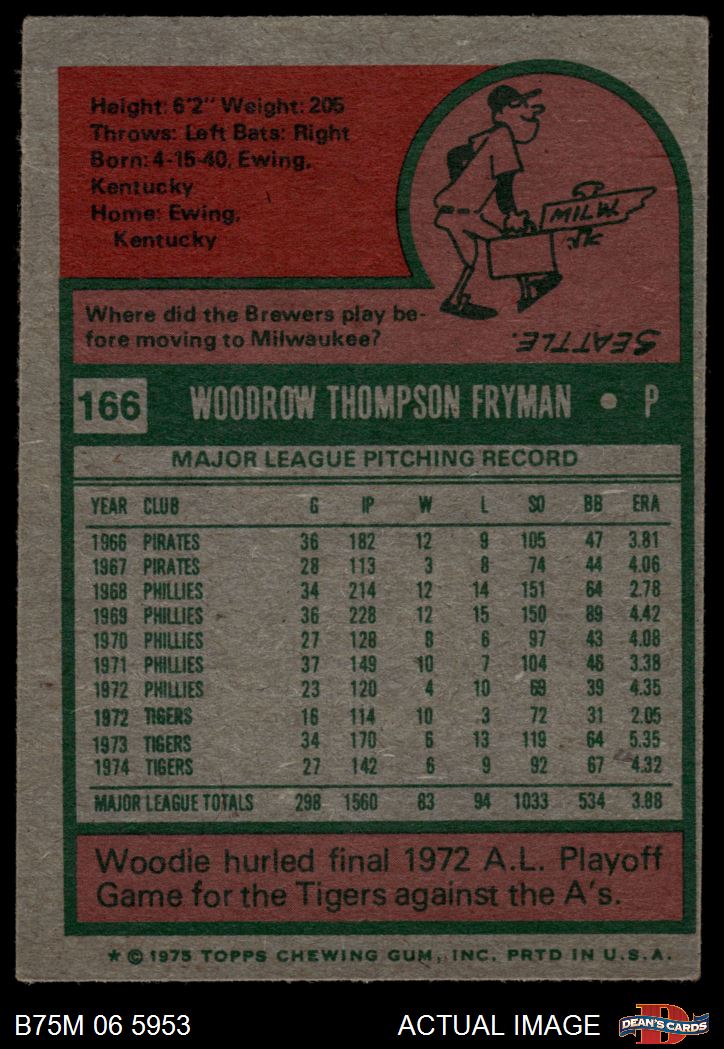 Height: 6'2" Weight: 205
Throws: Left Bats: Right
Born: 4-15-40, Ewing,
Kentucky
Home: Ewing,
Kentucky
MILW.
Where did the Brewers play be-
fore moving to Milwaukee?
SEATTLE.
166 WOODROW THOMPSON FRYMAN • P
MAJOR LEAGUE PITCHING RECORD
YEAR CLUB G IP W L SO BB ERA
1966 PIRATES 36 182 12 9 105 47 3.81
1967 PIRATES 28 113 3 8 74 44 4.06
1968 PHILLIES 34 214 12 14 151 64 2.78
1969 PHILLIES 36 228 12 15 150 89 4.42
1970 PHILLIES 27 128 8 6 97 43 4.08
1971 PHILLIES 37 149 10 7 104 46 3.38
1972 PHILLIES 23 120 4 10 69 39 4.35
1972 TIGERS 16 114 10 3 72 31 2.05
1973 TIGERS 34 170 6 13 119 64 5.35
1974 TIGERS 27 142 6 9 92 67 4.32
MAJOR LEAGUE TOTALS 298 1560 83 94 1033 534 3.88
Woodie hurled final 1972 A.L. Playoff
Game for the Tigers against the A's.
★ © 1975 TOPPS CHEWING GUM, INC. PRTD IN U.S.A.
B75M 06 5953 ACTUAL IMAGE D DEAN'S CARDS